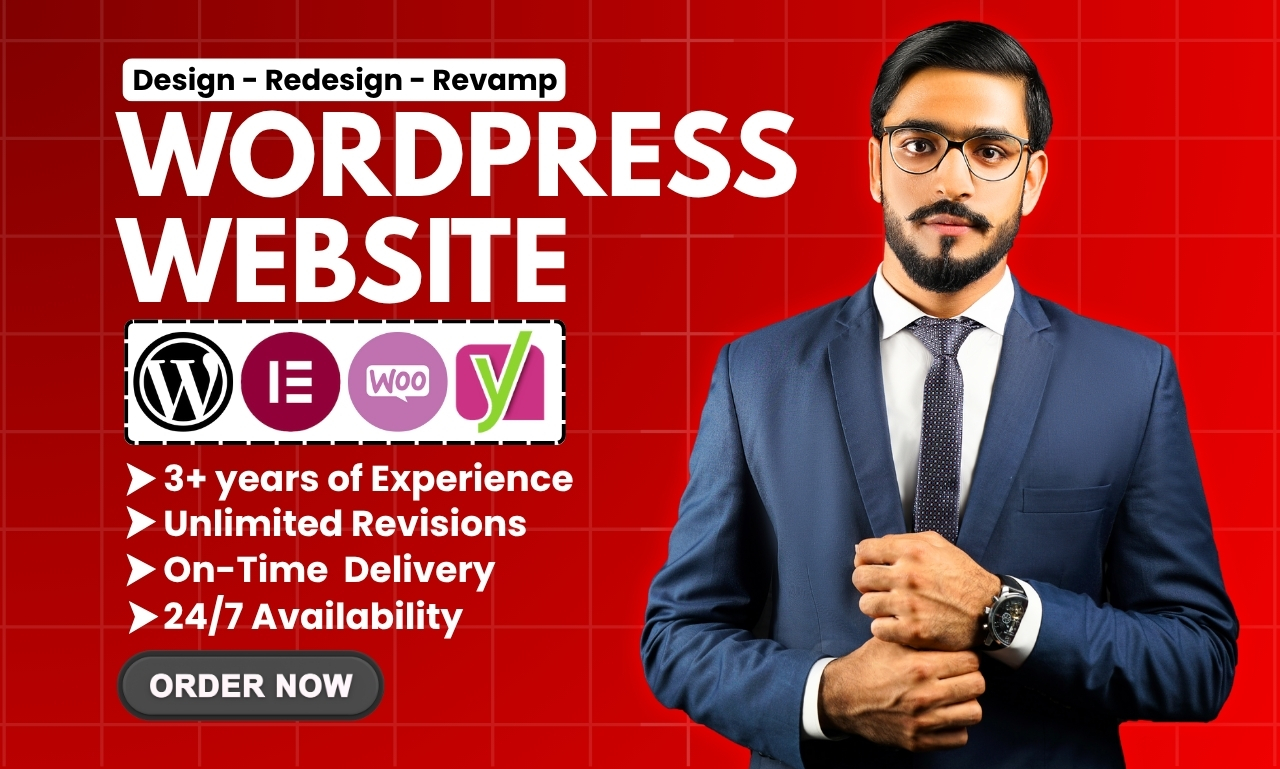 Design - Redesign - Revamp
WORDPRESS
WEBSITE
W E WOO y
3+ years of Experience
Unlimited Revisions
On-Time Delivery
24/7 Availability
ORDER NOW